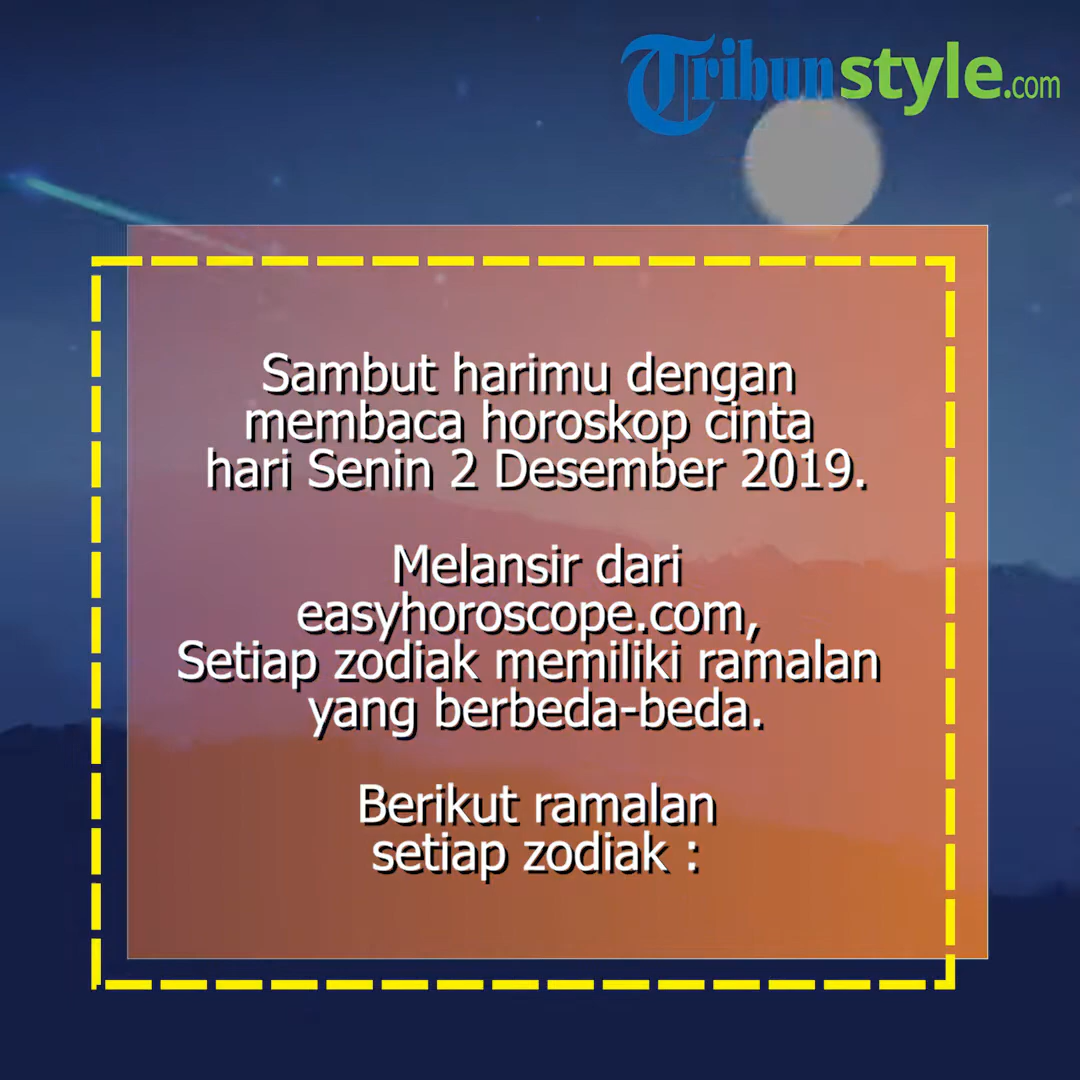 Tribunstyle.com
Sambut harimu dengan
membaca horoskop cinta
hari Senin 2 Desember 2019.
Melansir dari
easyhoroscope.com,
Setiap zodiak memiliki ramalan
yang berbeda-beda.
Berikut ramalan
setiap zodiak :